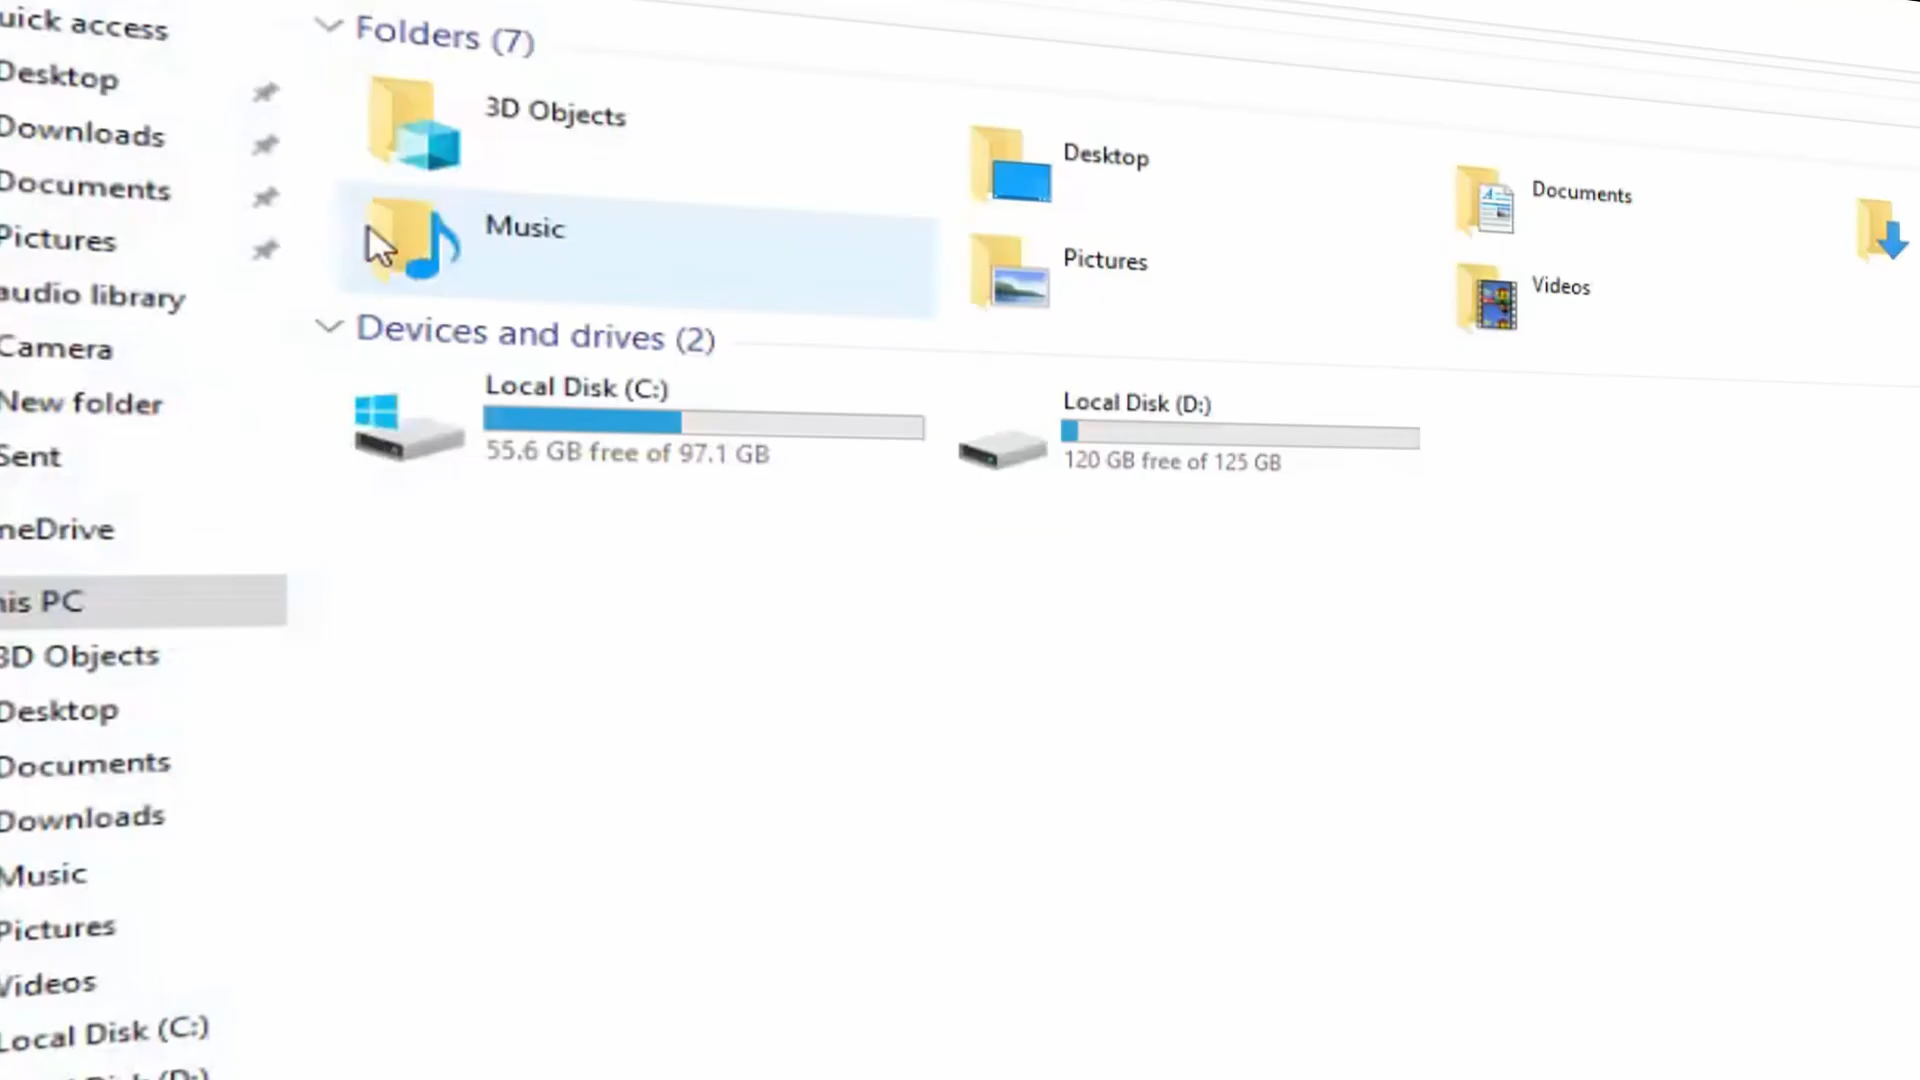 uick access
Desktop
Downloads
Documents
Pictures
audio library
Camera
New folder
Sent
neDrive
his PC
3D Objects
Desktop
Documents
Downloads
Music
Pictures
Videos
Local Disk (C:)
Folders (7)
3D Objects
Desktop
Documents
Music
Pictures
Videos
Devices and drives (2)
Local Disk (C:)
55.6 GB free of 97.1 GB
Local Disk (D:)
120 GB free of 125 GB